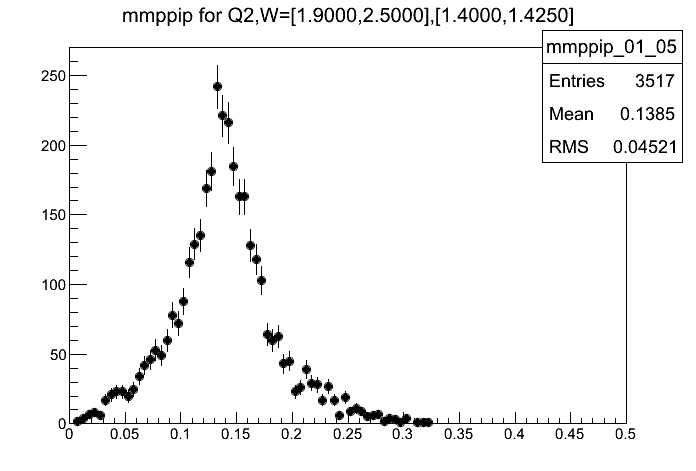 mmppip for Q2,W=[1.9000,2.5000],[1.4000,1.4250]
mmppip_01_05
Entries 3517
Mean 0.1385
RMS 0.04521
250
200
150
100
50
0
0 0.05 0.1 0.15 0.2 0.25 0.3 0.35 0.4 0.45 0.5